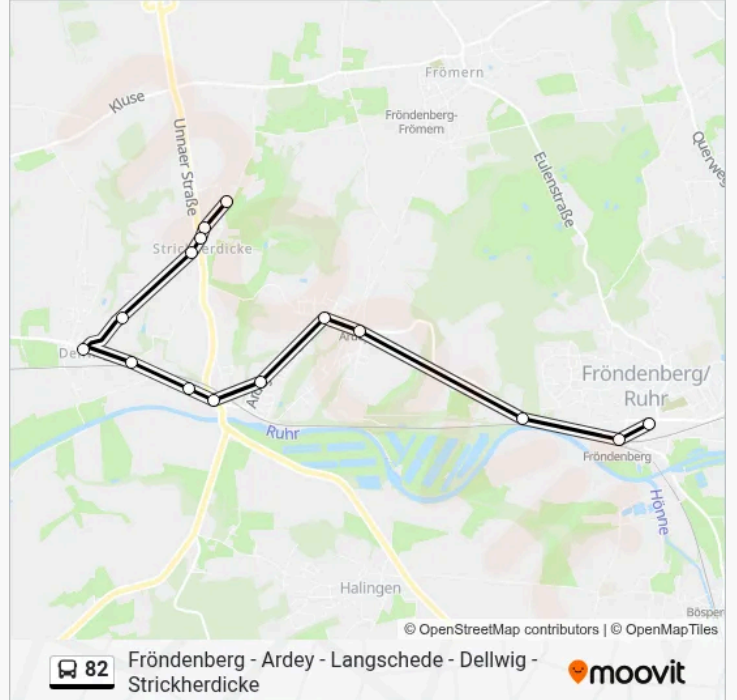 Frömern
Kluse
Fröndenberg-
Frömern
Unnaer Straße
Eulenstraße
Querweg
Strickherdicke
Fröndenberg/
Ruhr
Ruhr
Fröndenberg
Hönne
Halingen
Bösper
© OpenStreetMap contributors | © OpenMapTiles
82
Fröndenberg - Ardey - Langschede - Dellwig -
Strickherdicke
moovit